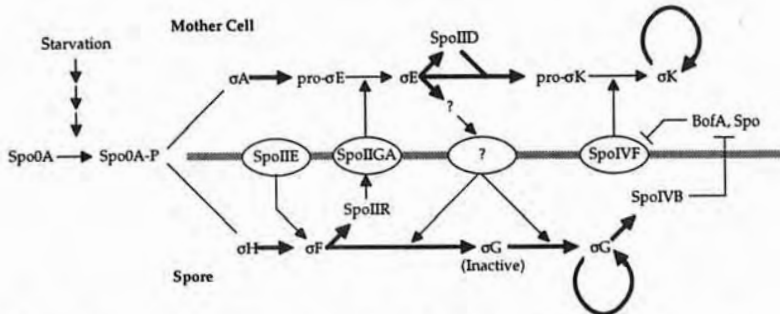 Mother Cell
Starvation
SpoIID
σA
pro-σE
σE
pro-σK
σK
?
BofA, Spo
Spo0A
Spo0A-P
SpoIIE
SpoIIGA
?
SpoIVF
SpoIIR
SpoIVB
σH
σF
σG
σG
(Inactive)
Spore